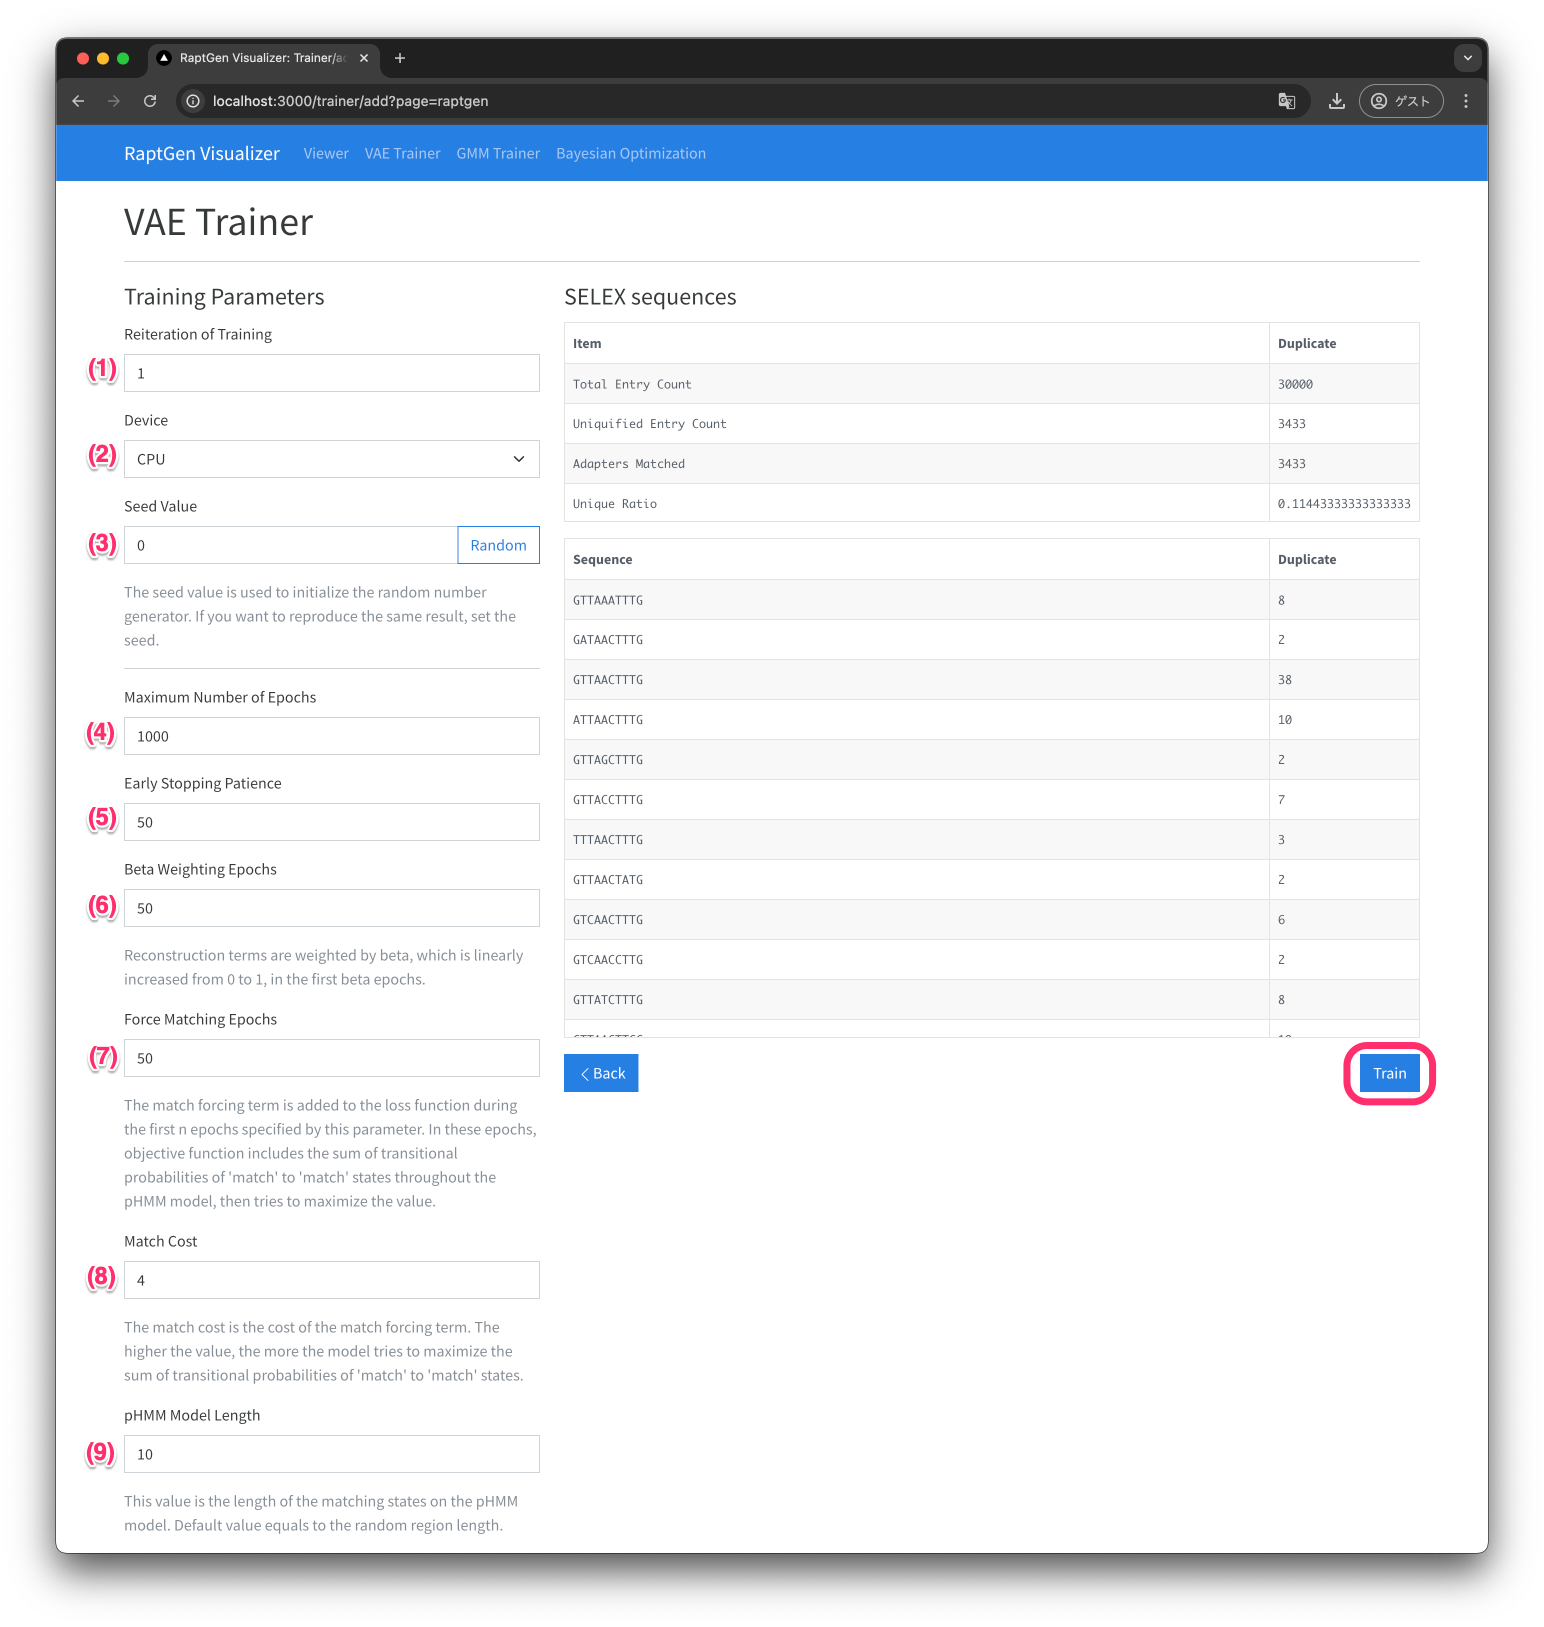 RaptGen Visualizer: Trainer/a
localhost:3000/trainer/add?page=raptgen
ゲスト
RaptGen Visualizer Viewer VAE Trainer GMM Trainer Bayesian Optimization
VAE Trainer
Training Parameters
Reiteration of Training
(1)
1
Device
(2)
CPU
Seed Value
(3)
0
Random
The seed value is used to initialize the random number
generator. If you want to reproduce the same result, set the
seed.
Maximum Number of Epochs
(4)
1000
Early Stopping Patience
(5)
50
Beta Weighting Epochs
(6)
50
Reconstruction terms are weighted by beta, which is linearly
increased from 0 to 1, in the first beta epochs.
Force Matching Epochs
(7)
50
The match forcing term is added to the loss function during
the first n epochs specified by this parameter. In these epochs,
objective function includes the sum of transitional
probabilities of 'match' to 'match' states throughout the
pHMM model, then tries to maximize the value.
Match Cost
(8)
4
The match cost is the cost of the match forcing term. The
higher the value, the more the model tries to maximize the
sum of transitional probabilities of 'match' to 'match' states.
pHMM Model Length
(9)
10
This value is the length of the matching states on the pHMM
model. Default value equals to the random region length.
SELEX sequences
Item Duplicate
Total Entry Count 30000
Uniquified Entry Count 3433
Adapters Matched 3433
Unique Ratio 0.11443333333333333
Sequence Duplicate
GTTAAATTTG 8
GATAACTTTG 2
GTTAACTTTG 38
ATTAACTTTG 10
GTTAGCTTTG 2
GTTACCTTTG 7
TTTAACTTTG 3
GTTAACTATG 2
GTCAACTTTG 6
GTCAACCTTG 2
GTTATCTTTG 8
Back
Train